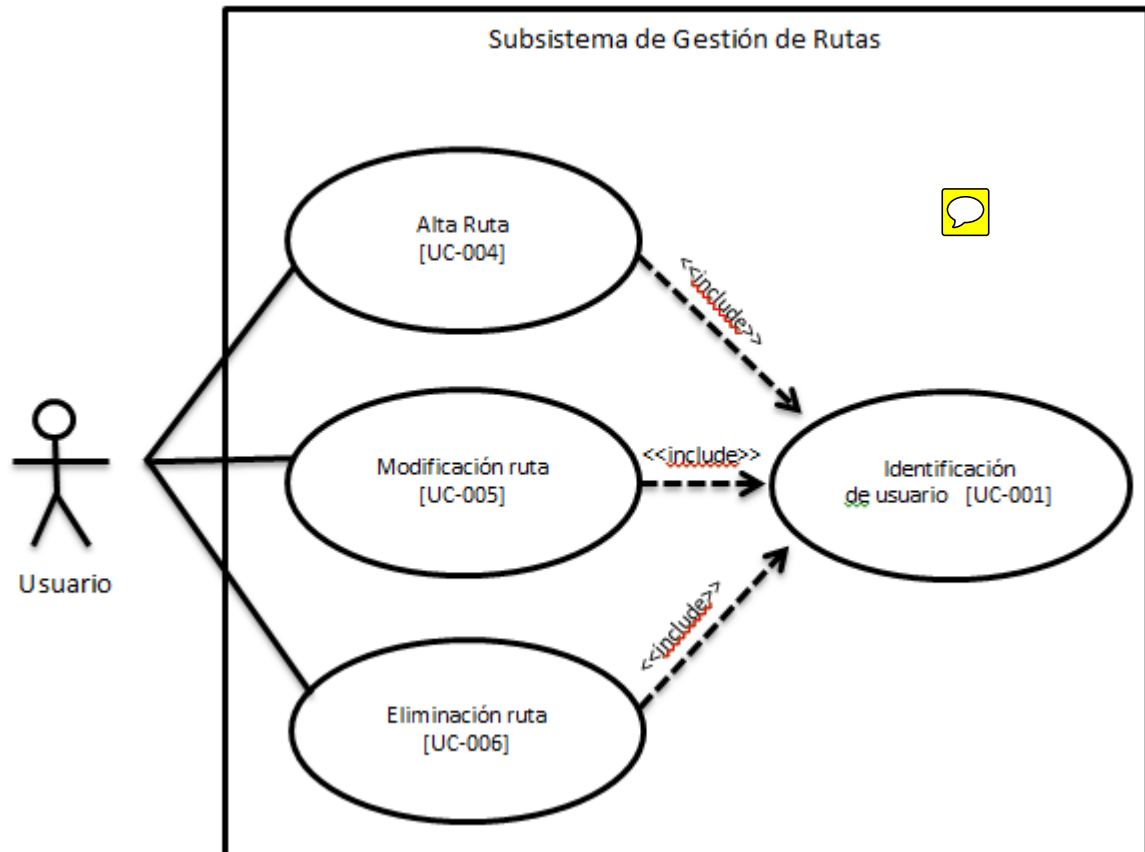 Subsistema de Gestión de Rutas
Alta Ruta
[UC-004]
<<include>>
Modificación ruta
[UC-005]
<<include>>
Identificación
de usuario [UC-001]
Usuario
<<include>>
Eliminación ruta
[UC-006]